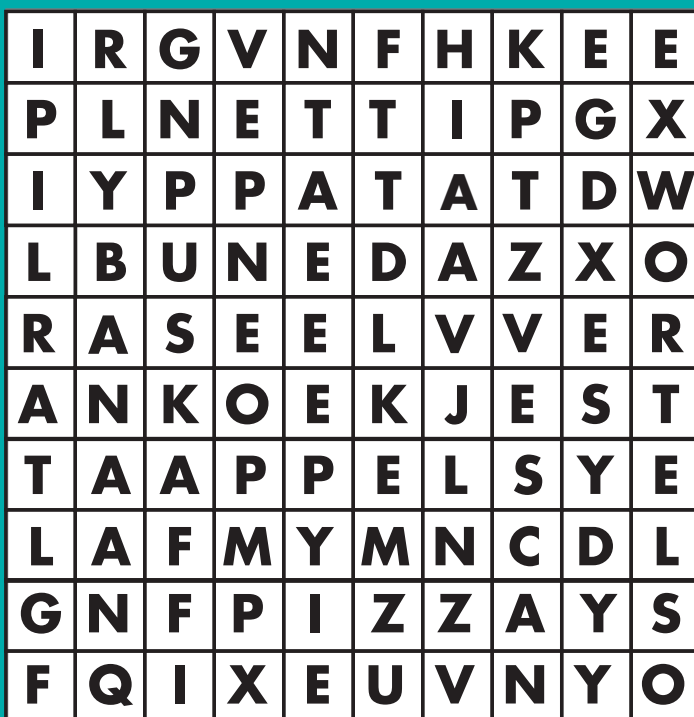 I R G V N F H K E E
P L N E T T I P G X
I Y P P A T A T D W
L B U N E D A Z X O
R A S E E L V V E R
A N K O E K J E S T
T A A P P E L S Y E
L A F M Y M N C D L
G N F P I Z Z A Y S
F Q I X E U V N Y O